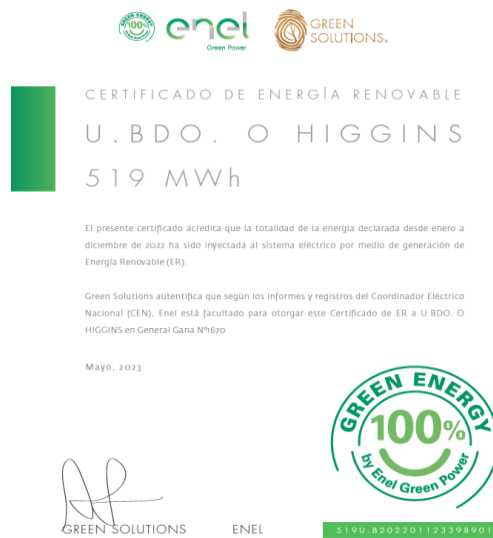 GREEN ENERGY
100%
enel
Green Power
GREEN
SOLUTIONS®
CERTIFICADO DE ENERGÍA RENOVABLE
U.BDO. O HIGGINS
519 MWh
El presente certificado acredita que la totalidad de la energía declarada desde enero a
diciembre de 2022 ha sido inyectada al sistema eléctrico por medio de generación de
Energía Renovable (ER).
Green Solutions autentifica que según los informes y registros del Coordinador Eléctrico
Nacional (CEN), Enel está facultado para otorgar este Certificado de ER a U.BDO. O
HIGGINS en General Gana Nº1670
Mayo, 2023
GREEN ENERGY
100%
by Enel Green Power
GREEN SOLUTIONS ENEL
519U.B202201123398901